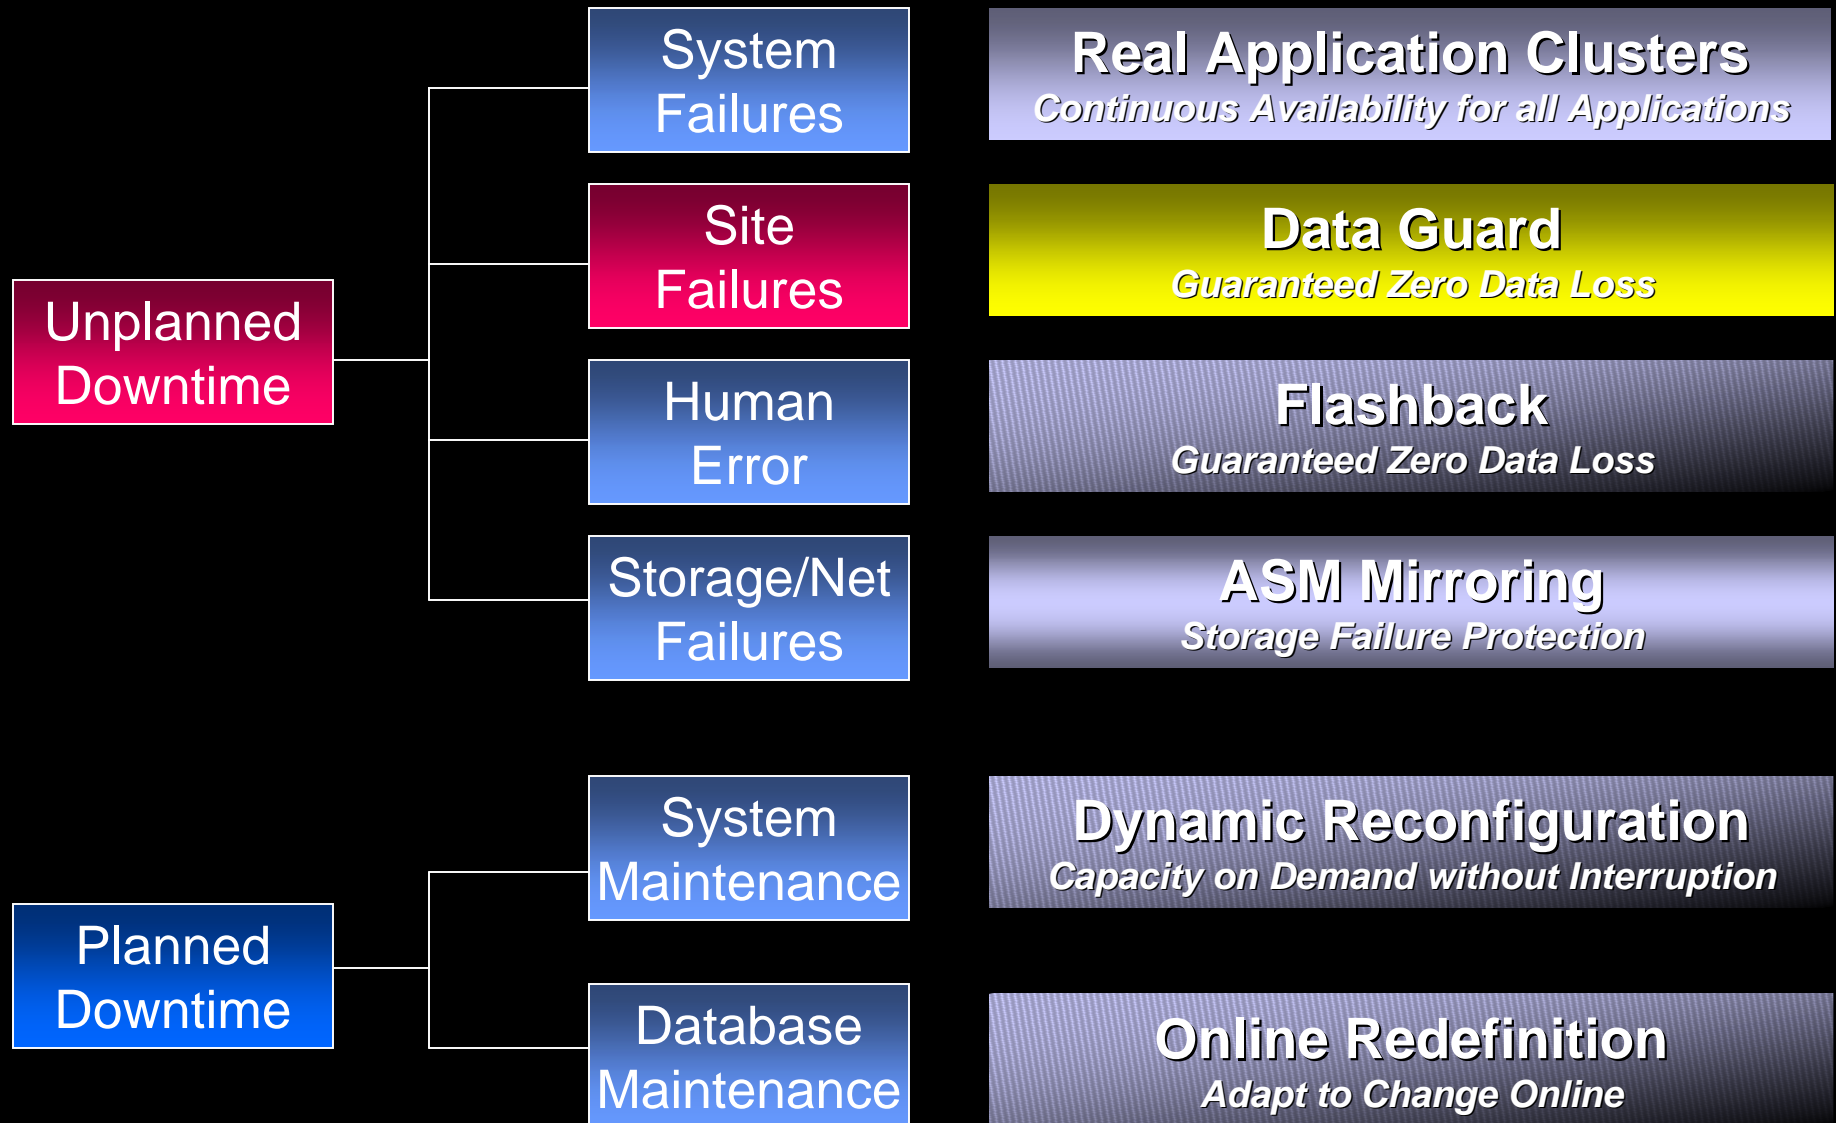 System
Failures
Real Application Clusters
Continuous Availability for all Applications
Site
Failures
Data Guard
Guaranteed Zero Data Loss
Unplanned
Downtime
Human
Error
Flashback
Guaranteed Zero Data Loss
Storage/Net
Failures
ASM Mirroring
Storage Failure Protection
System
Maintenance
Dynamic Reconfiguration
Capacity on Demand without Interruption
Planned
Downtime
Database
Maintenance
Online Redefinition
Adapt to Change Online